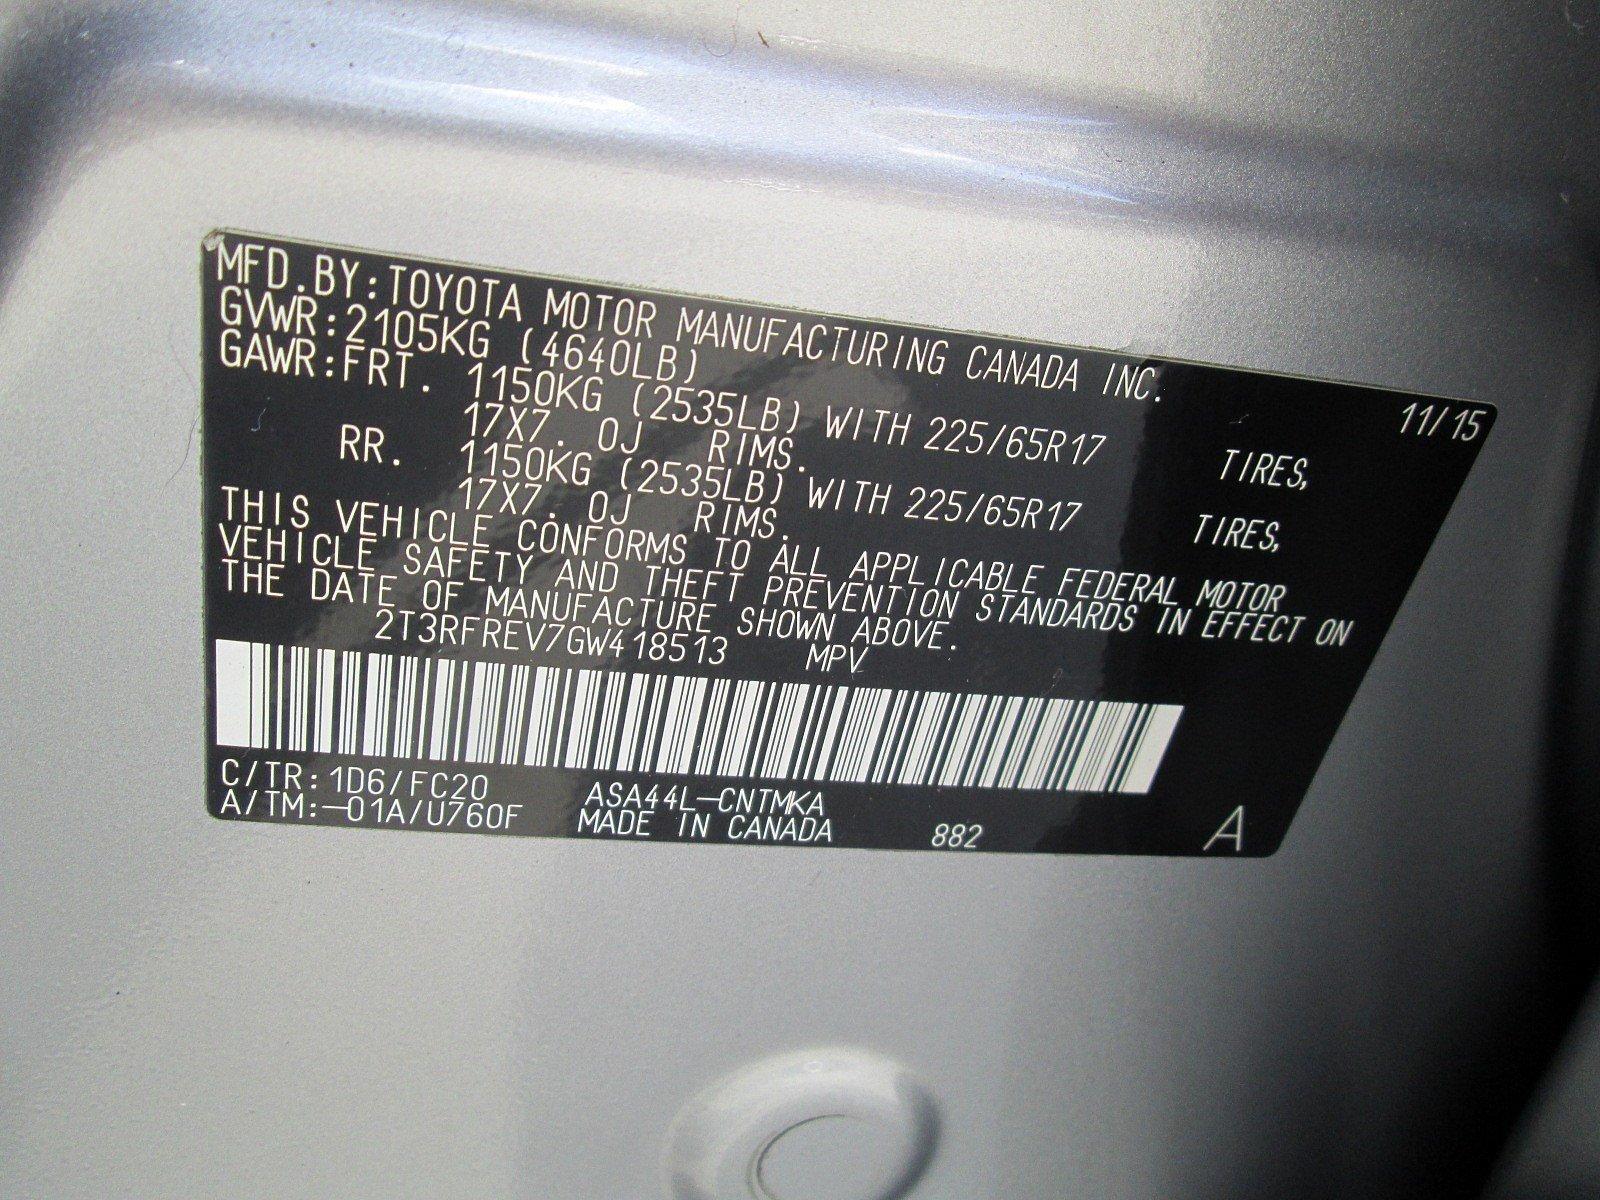 MFD.BY:TOYOTA MOTOR MANUFACTURING CANADA INC. 11/15
GVWR:2105KG (4640LB)
GAWR:FRT. 1150KG (2535LB) WITH 225/65R17 TIRES,
17X7. 0J RIMS.
RR. 1150KG (2535LB) WITH 225/65R17 TIRES,
17X7. 0J RIMS.
THIS VEHICLE CONFORMS TO ALL APPLICABLE FEDERAL MOTOR
VEHICLE SAFETY AND THEFT PREVENTION STANDARDS IN EFFECT ON
THE DATE OF MANUFACTURE SHOWN ABOVE.
2T3RFREV7GW418513 MPV
C/TR:1D6/FC20 ASA44L-CNTMKA
A/TM:-01A/U760F MADE IN CANADA 882 A